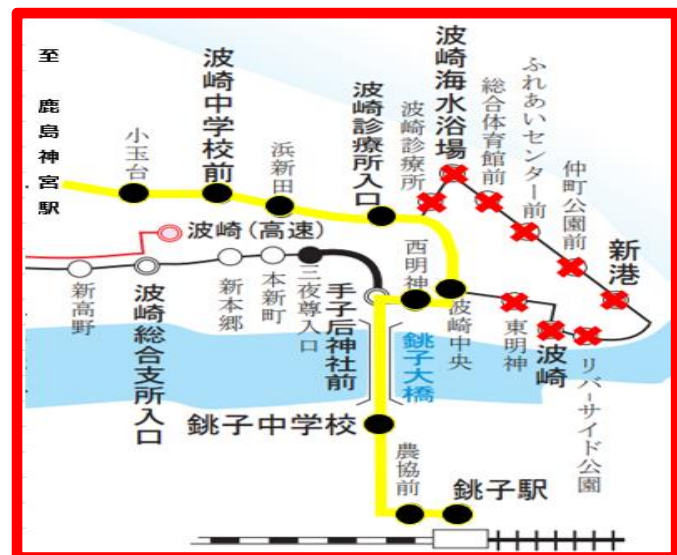 至 鹿島神宮駅
小玉台
波崎中学校前
浜新田
波崎診療所入口
波崎診療所
波崎海水浴場
総合体育館前
ふれあいセンター前
仲町公園前
新港
波崎(高速)
西明神
新高野
波崎総合支所入口
新本郷
本新町
三夜尊入口
手子后神社前
銚子大橋
波崎中央
東明神
波崎
リバーサイド公園
銚子中学校
農協前
銚子駅